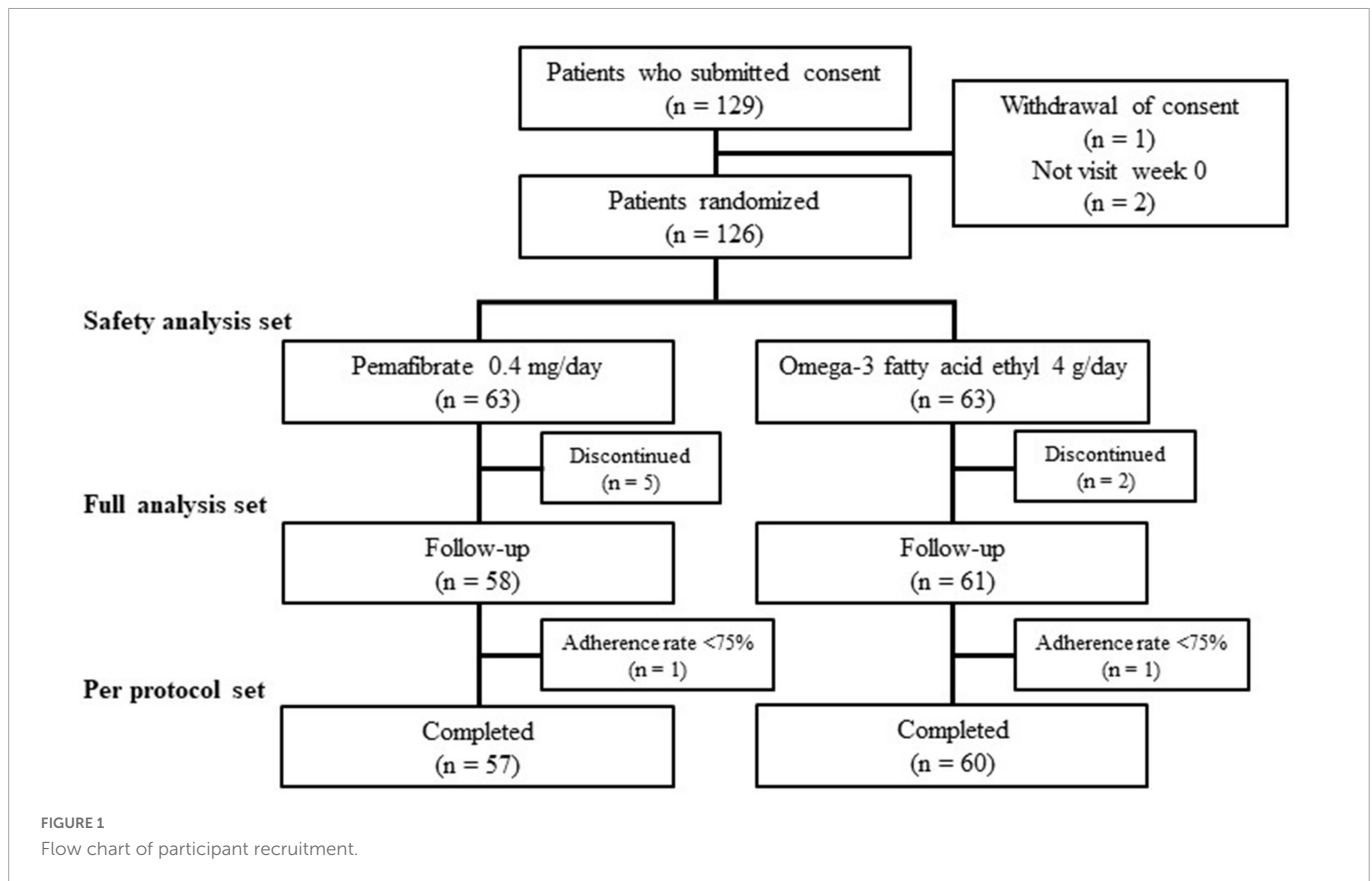 Patients who submitted consent
(n = 129)
Withdrawal of consent
(n = 1)
Not visit week 0
(n = 2)
Patients randomized
(n = 126)
Safety analysis set
Pemafibrate 0.4 mg/day
(n = 63)
Omega-3 fatty acid ethyl 4 g/day
(n = 63)
Discontinued
(n = 5)
Discontinued
(n = 2)
Full analysis set
Follow-up
(n = 58)
Follow-up
(n = 61)
Adherence rate <75%
(n = 1)
Adherence rate <75%
(n = 1)
Per protocol set
Completed
(n = 57)
Completed
(n = 60)
FIGURE 1
Flow chart of participant recruitment.